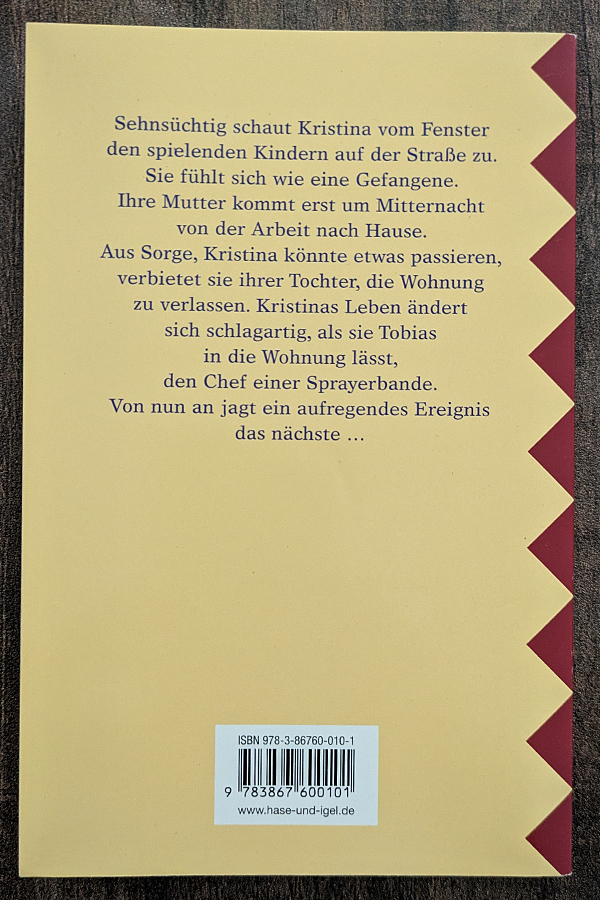 Sehnsüchtig schaut Kristina vom Fenster
den spielenden Kindern auf der Straße zu.
Sie fühlt sich wie eine Gefangene.
Ihre Mutter kommt erst um Mitternacht
von der Arbeit nach Hause.
Aus Sorge, Kristina könnte etwas passieren,
verbietet sie ihrer Tochter, die Wohnung
zu verlassen. Kristinas Leben ändert
sich schlagartig, als sie Tobias
in die Wohnung lässt,
den Chef einer Sprayerbande.
Von nun an jagt ein aufregendes Ereignis
das nächste …
ISBN 978-3-86760-010-1
9 783867 600101
www.hase-und-igel.de